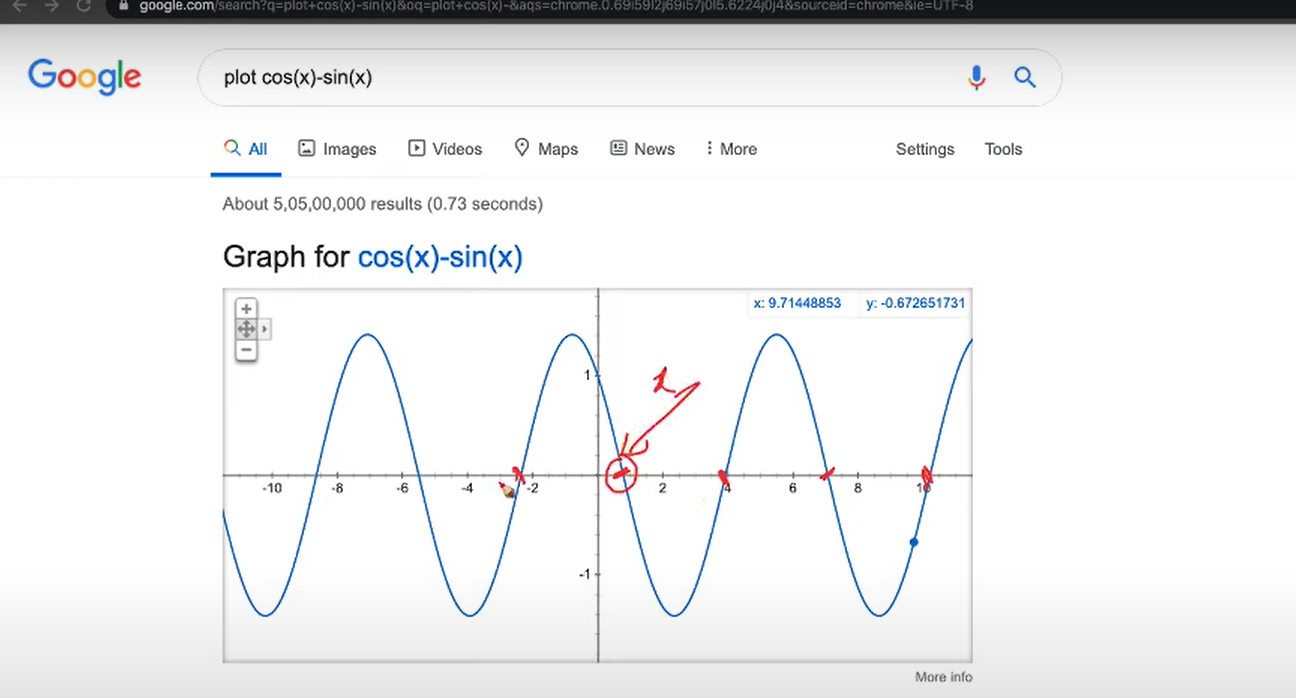 google.com/search?q=plot+cos(x)-sin(x)&oq=plot+cos(x)-&aqs=chrome.0.69i59l2j69i57j0l5.6224j0j4&sourceid=chrome&ie=UTF-8
Google
plot cos(x)-sin(x)
All Images Videos Maps News More Settings Tools
About 5,05,00,000 results (0.73 seconds)
Graph for cos(x)-sin(x)
x: 9.71448853 y: -0.672651731
+
−
1
-10 -8 -6 -4 -2 2 4 6 8 10
-1
More info